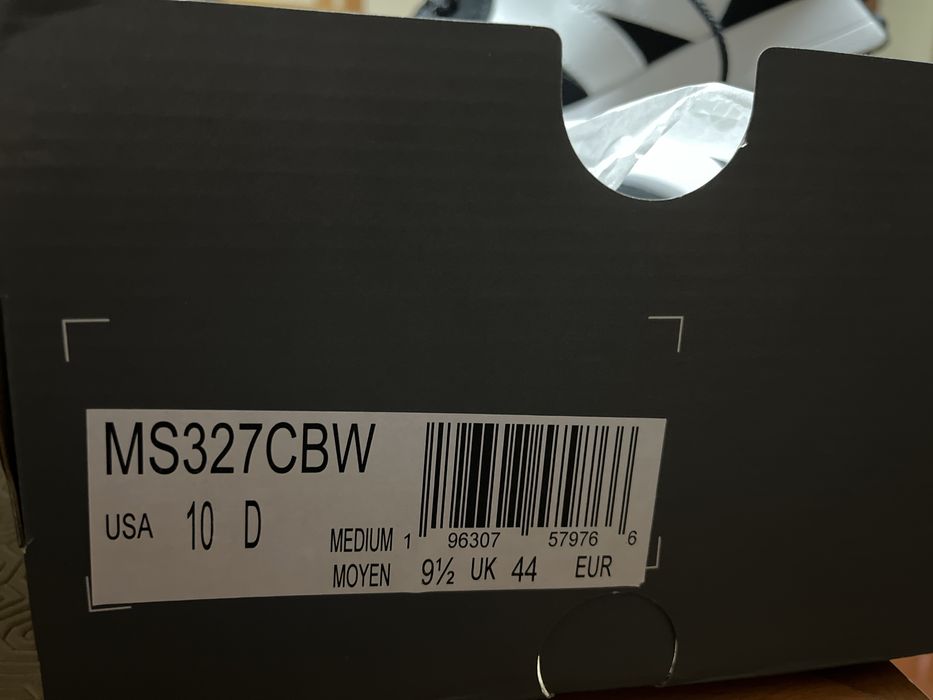 MS327CBW
USA 10 D
MEDIUM 1 96307 57976 6
MOYEN 9½ UK 44 EUR